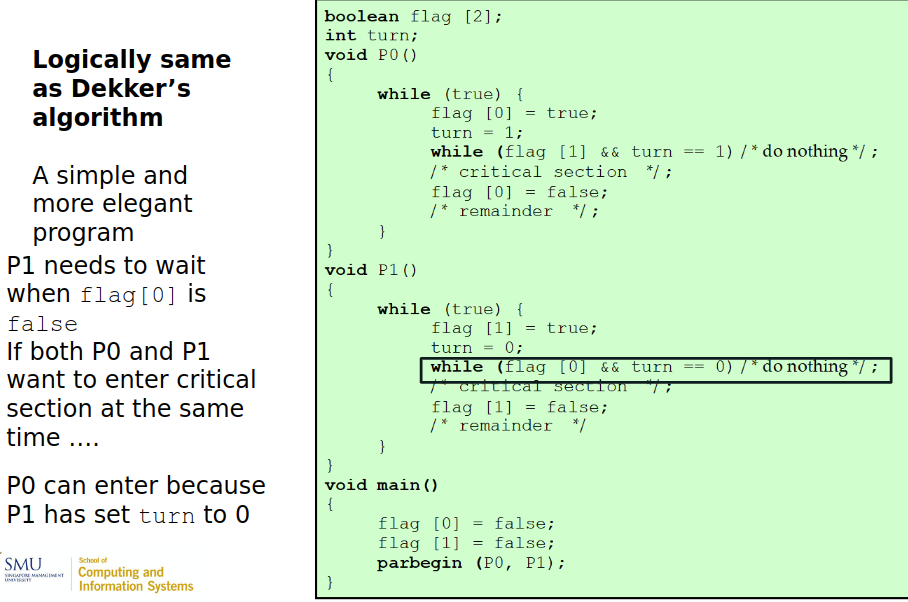 Logically same
as Dekker’s
algorithm
A simple and
more elegant
program
P1 needs to wait
when flag[0] is
false
If both P0 and P1
want to enter critical
section at the same
time ….
P0 can enter because
P1 has set turn to 0
SMU
SINGAPORE MANAGEMENT
UNIVERSITY
School of
Computing and
Information Systems
boolean flag [2];
int turn;
void P0()
{
while (true) {
flag [0] = true;
turn = 1;
while (flag [1] && turn == 1) /* do nothing */;
/* critical section */;
flag [0] = false;
/* remainder */;
}
}
void P1()
{
while (true) {
flag [1] = true;
turn = 0;
while (flag [0] && turn == 0) /* do nothing */;
/* critical section */;
flag [1] = false;
/* remainder */
}
}
void main()
{
flag [0] = false;
flag [1] = false;
parbegin (P0, P1);
}